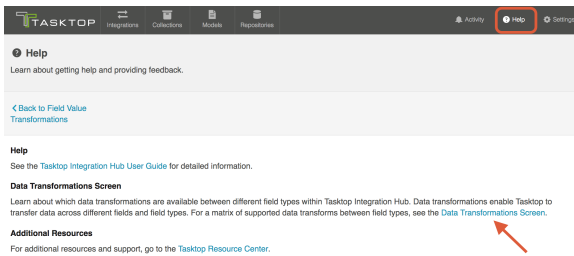 TASKTOP
Integrations
Collections
Models
Repositories
Activity
Help
Settings
Help
Learn about getting help and providing feedback.
Back to Field Value
Transformations
Help
See the Tasktop Integration Hub User Guide for detailed information.
Data Transformations Screen
Learn about which data transformations are available between different field types within Tasktop Integration Hub. Data transformations enable Tasktop to
transfer data across different fields and field types. For a matrix of supported data transforms between field types, see the Data Transformations Screen.
Additional Resources
For additional resources and support, go to the Tasktop Resource Center.